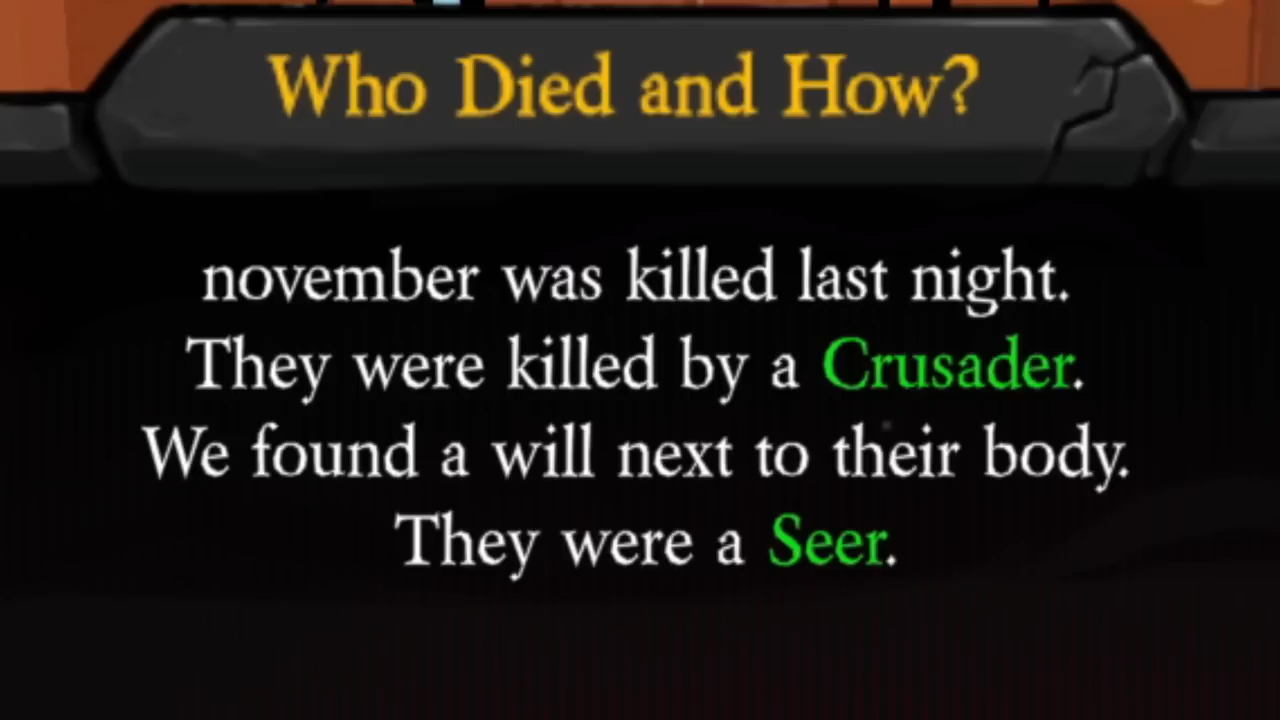 Who Died and How?
november was killed last night.
They were killed by a Crusader.
We found a will next to their body.
They were a Seer.